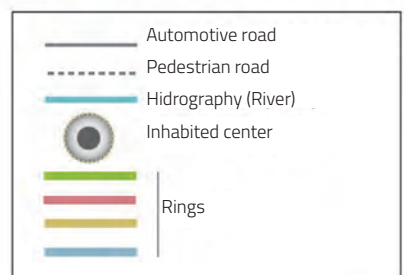 Automotive road
Pedestrian road
Hidrography (River)
Inhabited center
Rings